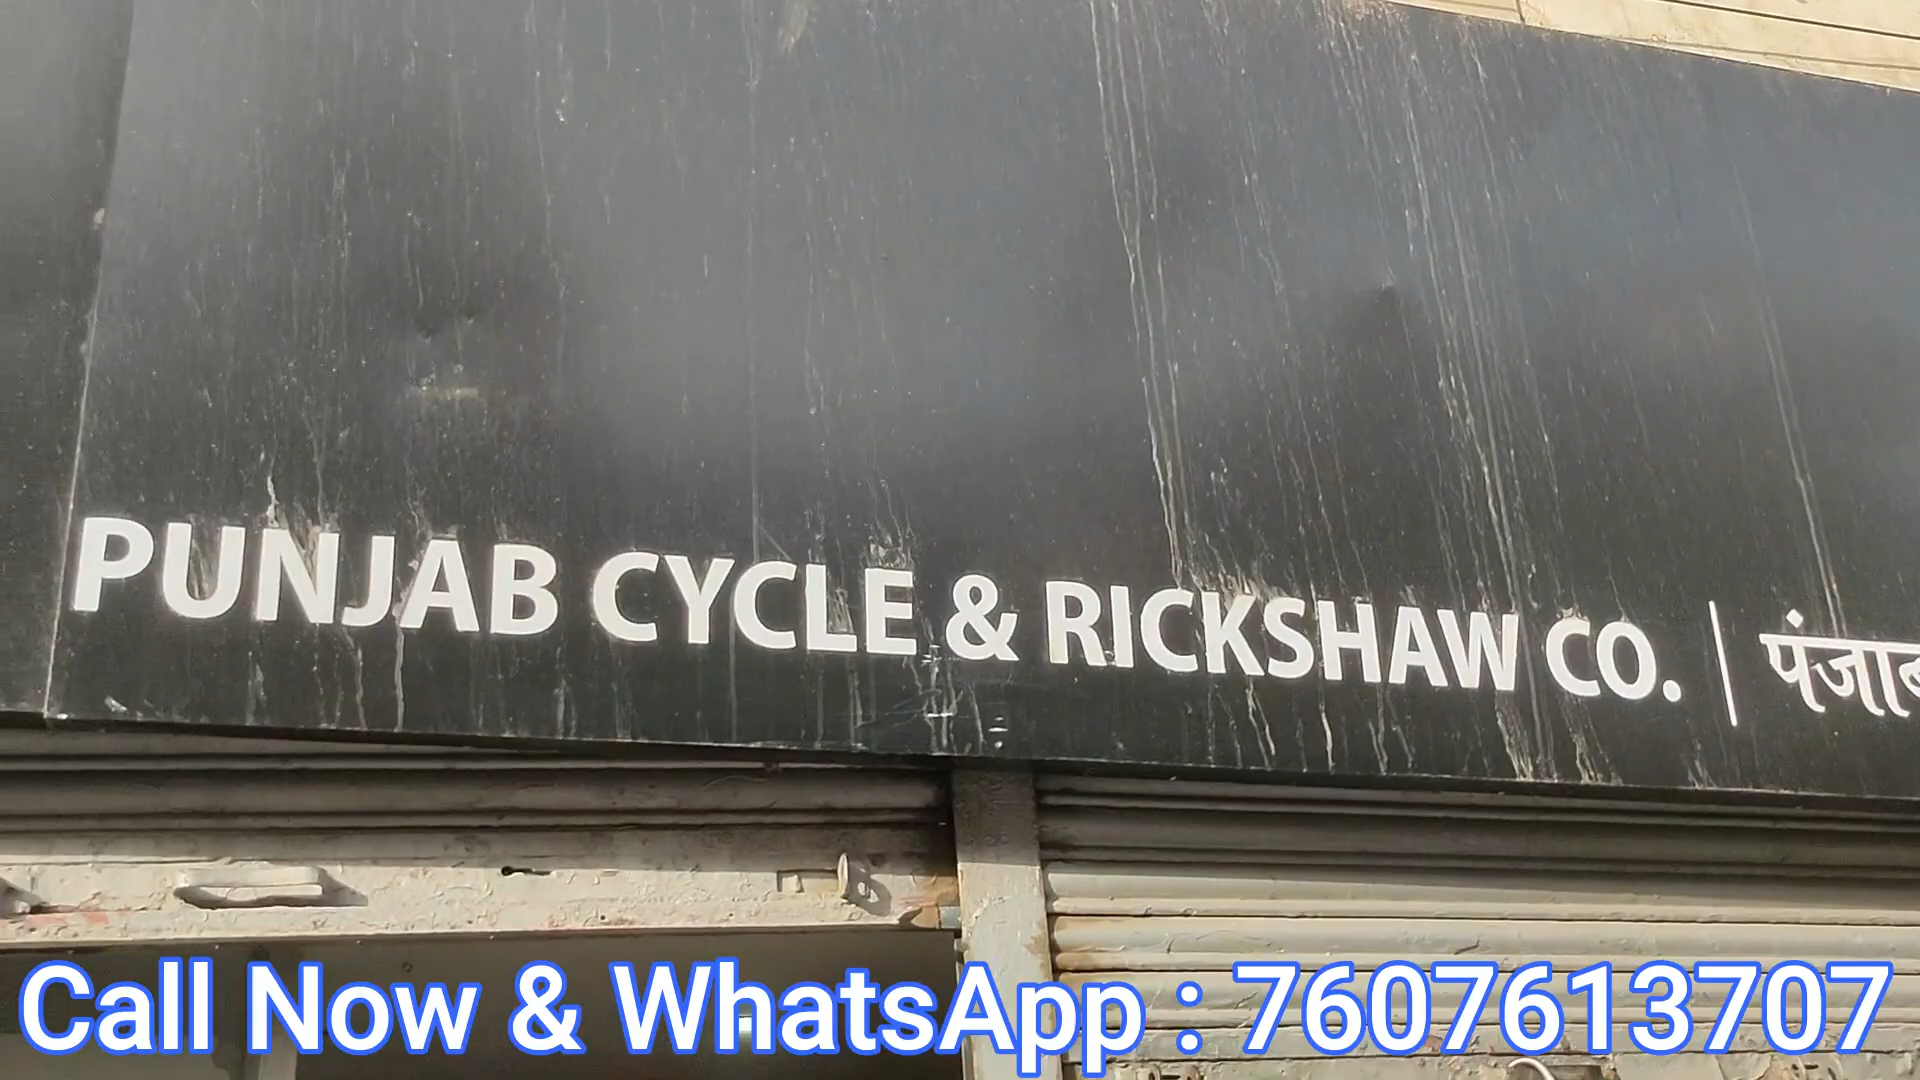 PUNJAB CYCLE & RICKSHAW CO. | पंजाब
Call Now & WhatsApp : 7607613707